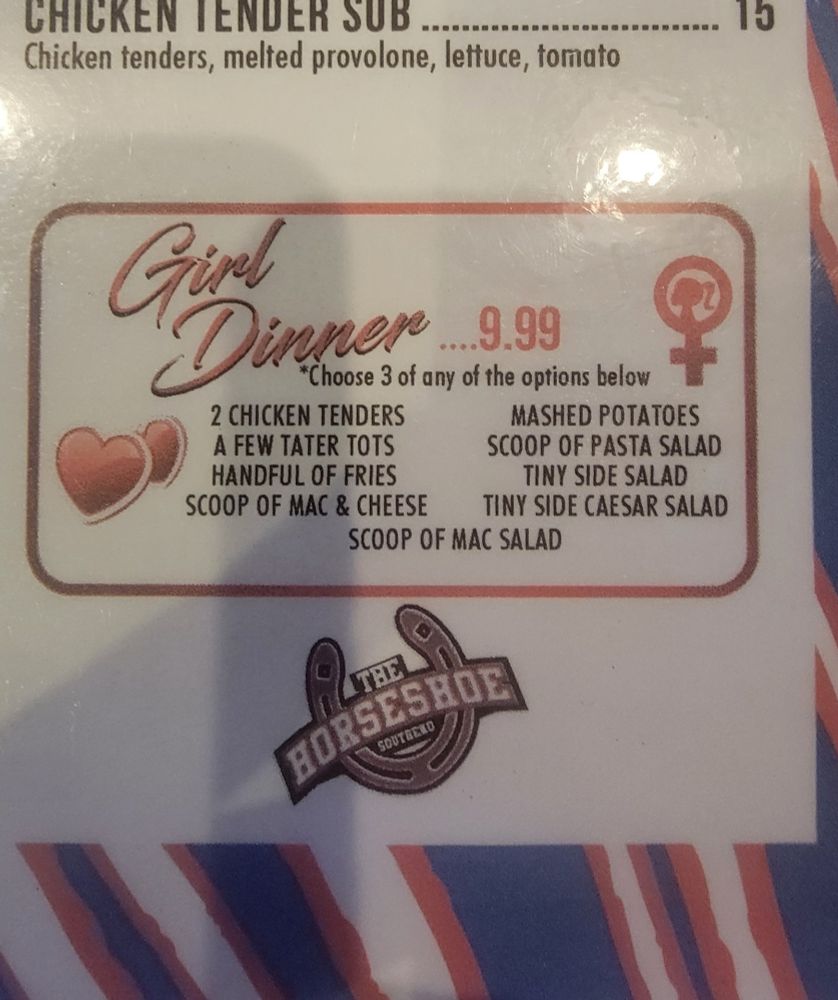 CHICKEN TENDER SUB .............................. 15
Chicken tenders, melted provolone, lettuce, tomato
Girl
Dinner ....9.99
*Choose 3 of any of the options below
2 CHICKEN TENDERS
A FEW TATER TOTS
HANDFUL OF FRIES
SCOOP OF MAC & CHEESE
MASHED POTATOES
SCOOP OF PASTA SALAD
TINY SIDE SALAD
TINY SIDE CAESAR SALAD
SCOOP OF MAC SALAD
THE
HORSESHOE
SOUTHEND